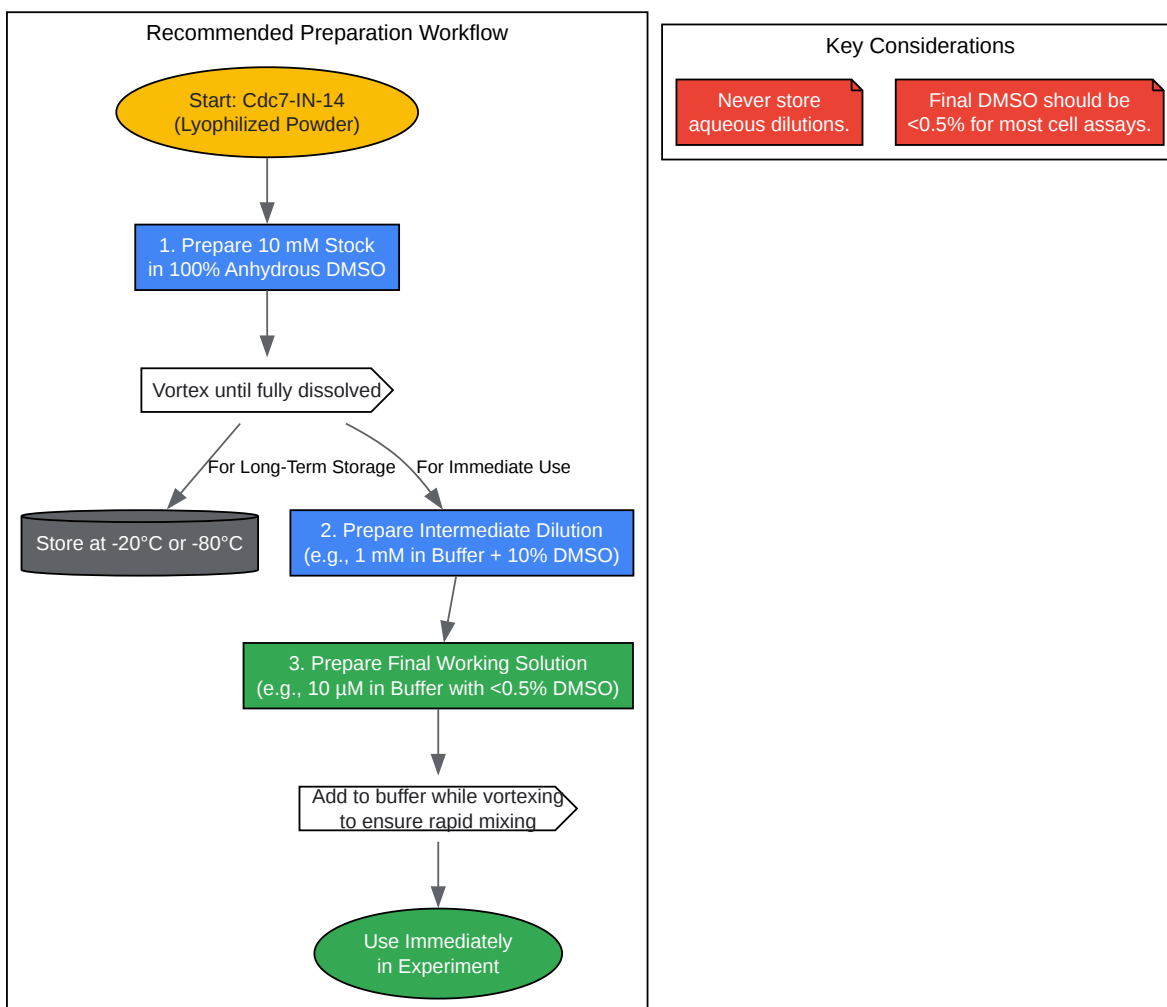 Recommended Preparation Workflow
Start: Cdc7-IN-14
(Lyophilized Powder)
1. Prepare 10 mM Stock
in 100% Anhydrous DMSO
Vortex until fully dissolved
For Long-Term Storage
For Immediate Use
Store at -20°C or -80°C
2. Prepare Intermediate Dilution
(e.g., 1 mM in Buffer + 10% DMSO)
3. Prepare Final Working Solution
(e.g., 10 µM in Buffer with <0.5% DMSO)
Add to buffer while vortexing
to ensure rapid mixing
Use Immediately
in Experiment
Key Considerations
Never store
aqueous dilutions.
Final DMSO should be
<0.5% for most cell assays.